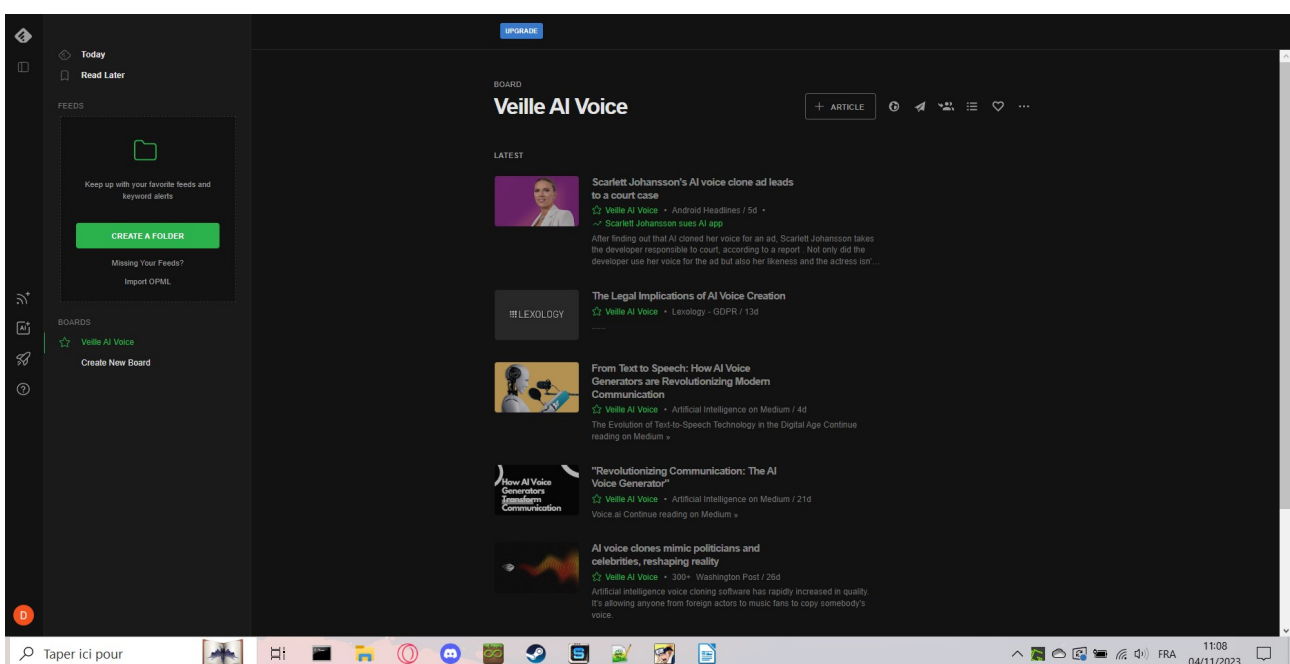 UPGRADE
Today
Read Later
FEEDS
Keep up with your favorite feeds and
keyword alerts
CREATE A FOLDER
Missing Your Feeds?
Import OPML
BOARDS
Veille AI Voice
Create New Board
D
BOARD
Veille AI Voice
+ ARTICLE
LATEST
Scarlett Johansson's AI voice clone ad leads
to a court case
Veille AI Voice • Android Headlines / 5d •
Scarlett Johansson sues AI app
After finding out that AI cloned her voice for an ad, Scarlett Johansson takes
the developer responsible to court, according to a report . Not only did the
developer use her voice for the ad but also her likeness and the actress isn'...
LEXOLOGY
The Legal Implications of AI Voice Creation
Veille AI Voice • Lexology - GDPR / 13d
......
From Text to Speech: How AI Voice
Generators are Revolutionizing Modern
Communication
Veille AI Voice • Artificial Intelligence on Medium / 4d
The Evolution of Text-to-Speech Technology in the Digital Age Continue
reading on Medium »
How AI Voice
Generators
Transform
Communication
"Revolutionizing Communication: The AI
Voice Generator"
Veille AI Voice • Artificial Intelligence on Medium / 21d
Voice.ai Continue reading on Medium »
AI voice clones mimic politicians and
celebrities, reshaping reality
Veille AI Voice • 300+ Washington Post / 26d
Artificial intelligence voice cloning software has rapidly increased in quality.
It's allowing anyone from foreign actors to music fans to copy somebody's
voice.
Taper ici pour
FRA
11:08
04/11/2023